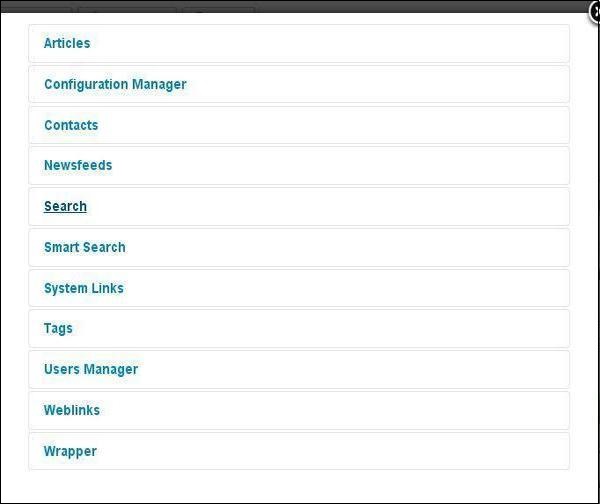 Articles
Configuration Manager
Contacts
Newsfeeds
Search
Smart Search
System Links
Tags
Users Manager
Weblinks
Wrapper